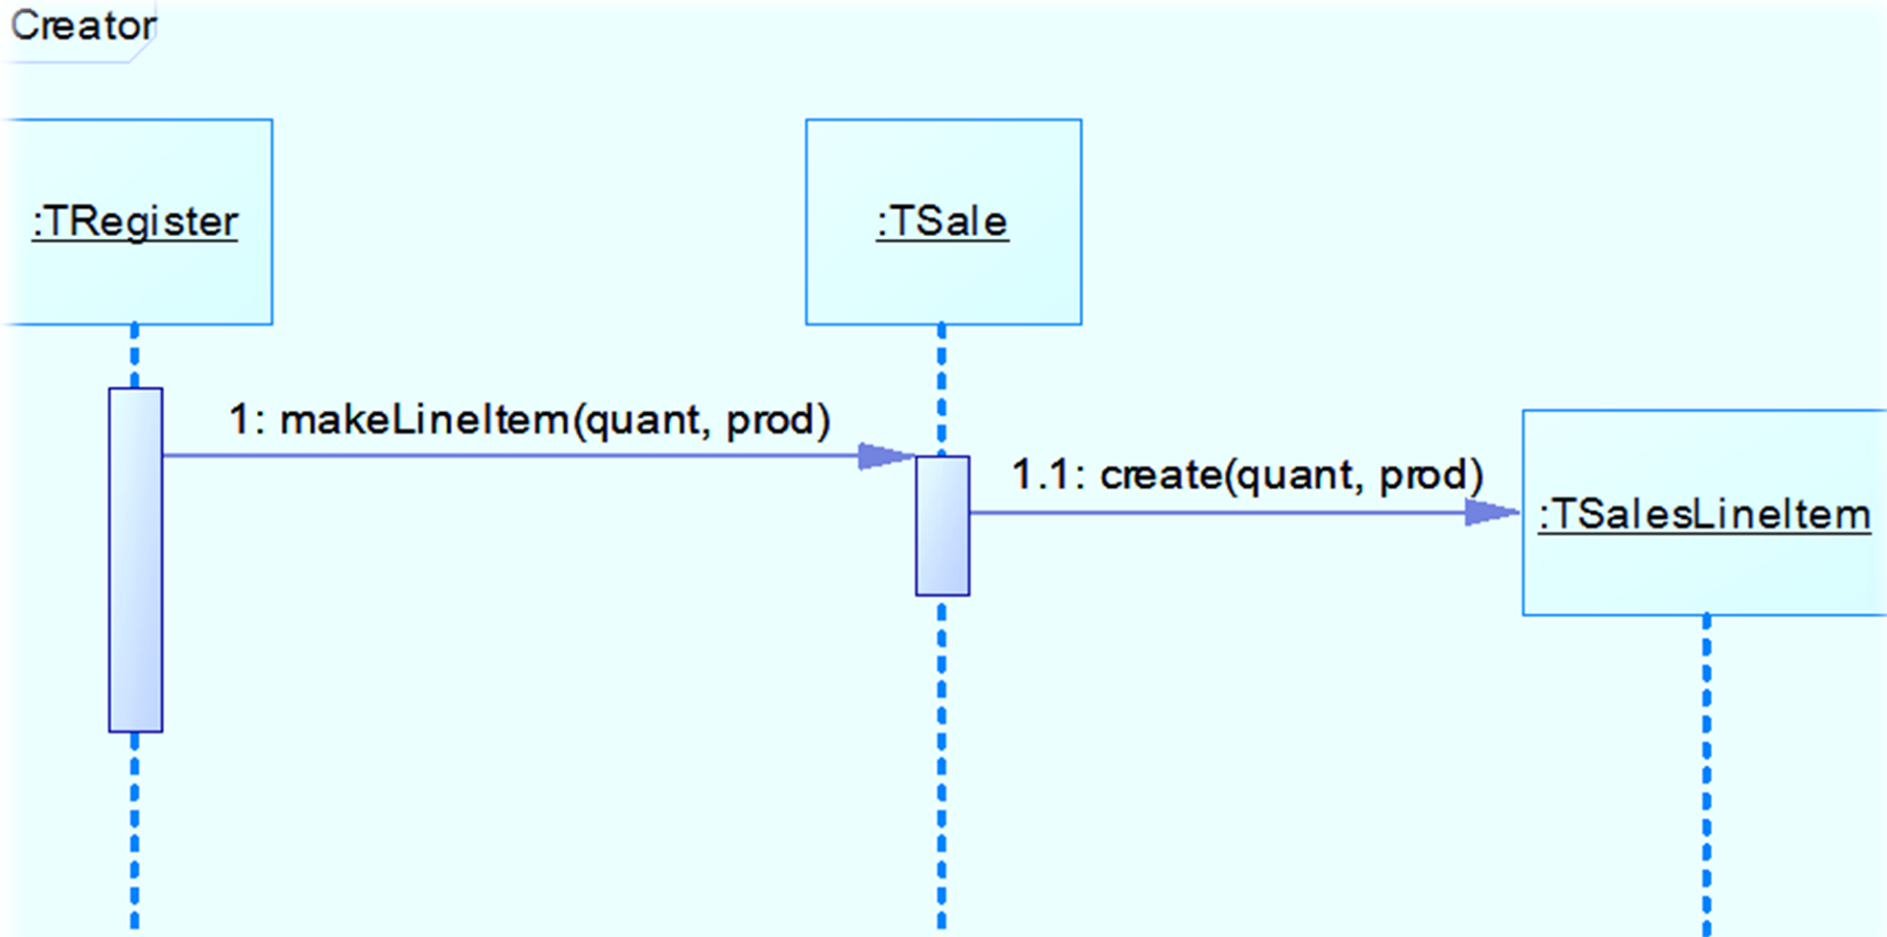 Creator
:TRegister
:TSale
1: makeLineItem(quant, prod)
1.1: create(quant, prod)
:TSalesLineItem